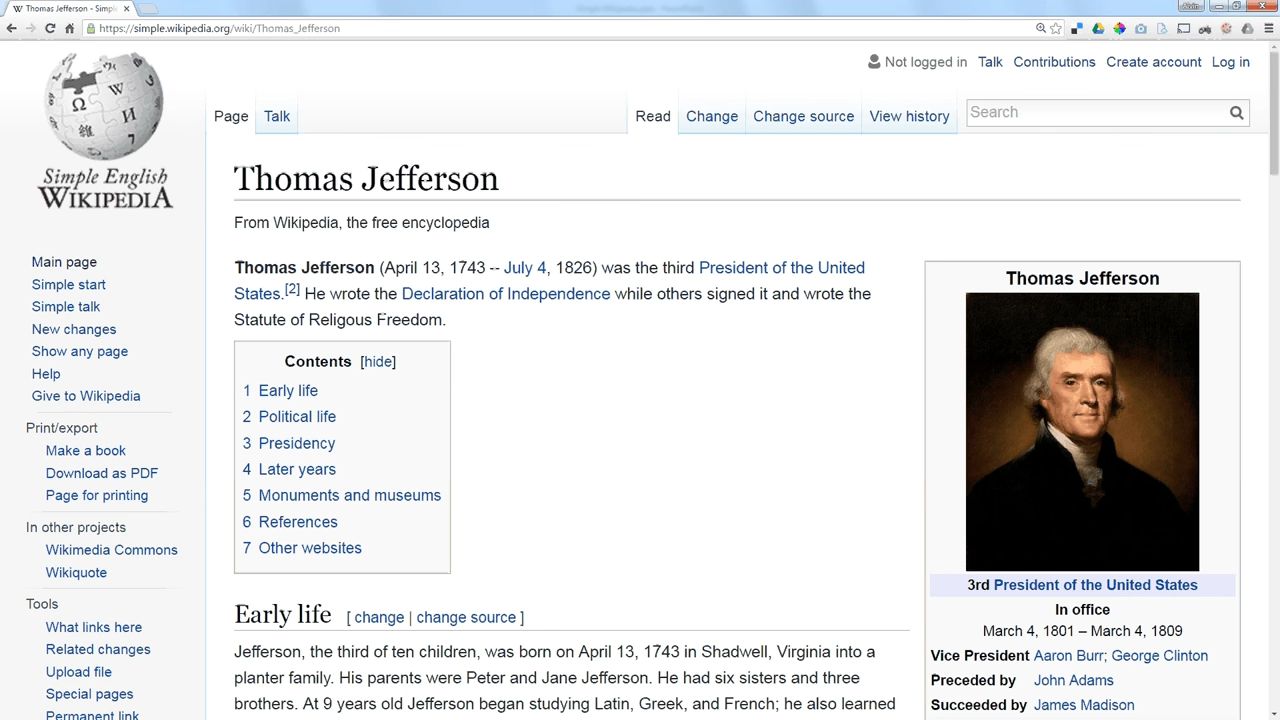 Thomas Jefferson - Simpl
https://simple.wikipedia.org/wiki/Thomas_Jefferson
Not logged in Talk Contributions Create account Log in
Page Talk Read Change Change source View history Search
Simple English
WIKIPEDIA
Main page
Simple start
Simple talk
New changes
Show any page
Help
Give to Wikipedia
Print/export
Make a book
Download as PDF
Page for printing
In other projects
Wikimedia Commons
Wikiquote
Tools
What links here
Related changes
Upload file
Special pages
Permanent link
Thomas Jefferson
From Wikipedia, the free encyclopedia
Thomas Jefferson (April 13, 1743 -- July 4, 1826) was the third President of the United
States.[2] He wrote the Declaration of Independence while others signed it and wrote the
Statute of Religous Freedom.
Contents [hide]
1 Early life
2 Political life
3 Presidency
4 Later years
5 Monuments and museums
6 References
7 Other websites
Early life [ change | change source ]
Jefferson, the third of ten children, was born on April 13, 1743 in Shadwell, Virginia into a
planter family. His parents were Peter and Jane Jefferson. He had six sisters and three
brothers. At 9 years old Jefferson began studying Latin, Greek, and French; he also learned
Thomas Jefferson
3rd President of the United States
In office
March 4, 1801 – March 4, 1809
Vice President Aaron Burr; George Clinton
Preceded by John Adams
Succeeded by James Madison